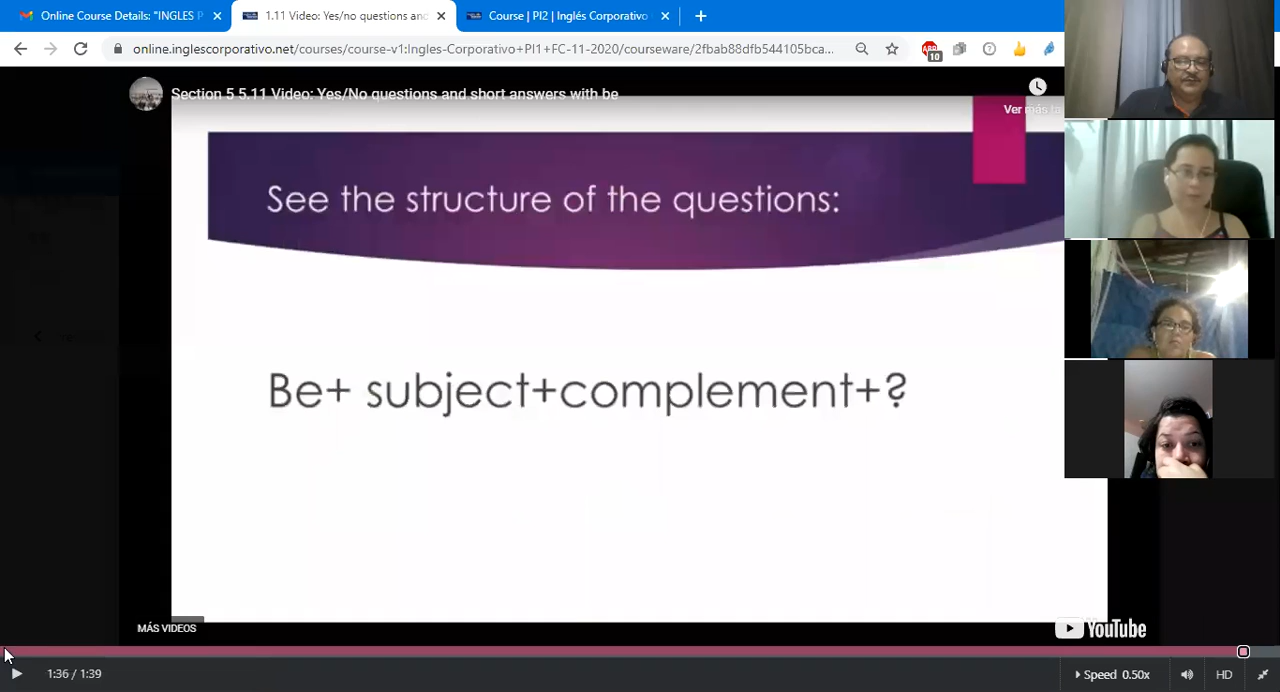 Online Course Details: "INGLES P
1.11 Video: Yes/no questions and
Course | PI2 | Inglés Corporativo
online.inglescorporativo.net/courses/course-v1:Ingles-Corporativo+PI1+FC-11-2020/courseware/2fbab88dfb544105bca...
ABP
10
Section 5 5.11 Video: Yes/No questions and short answers with be
Ver más ta
See the structure of the questions:
Be+ subject+complement+?
MÁS VIDEOS
YouTube
1:36 / 1:39
Speed 0.50x
HD